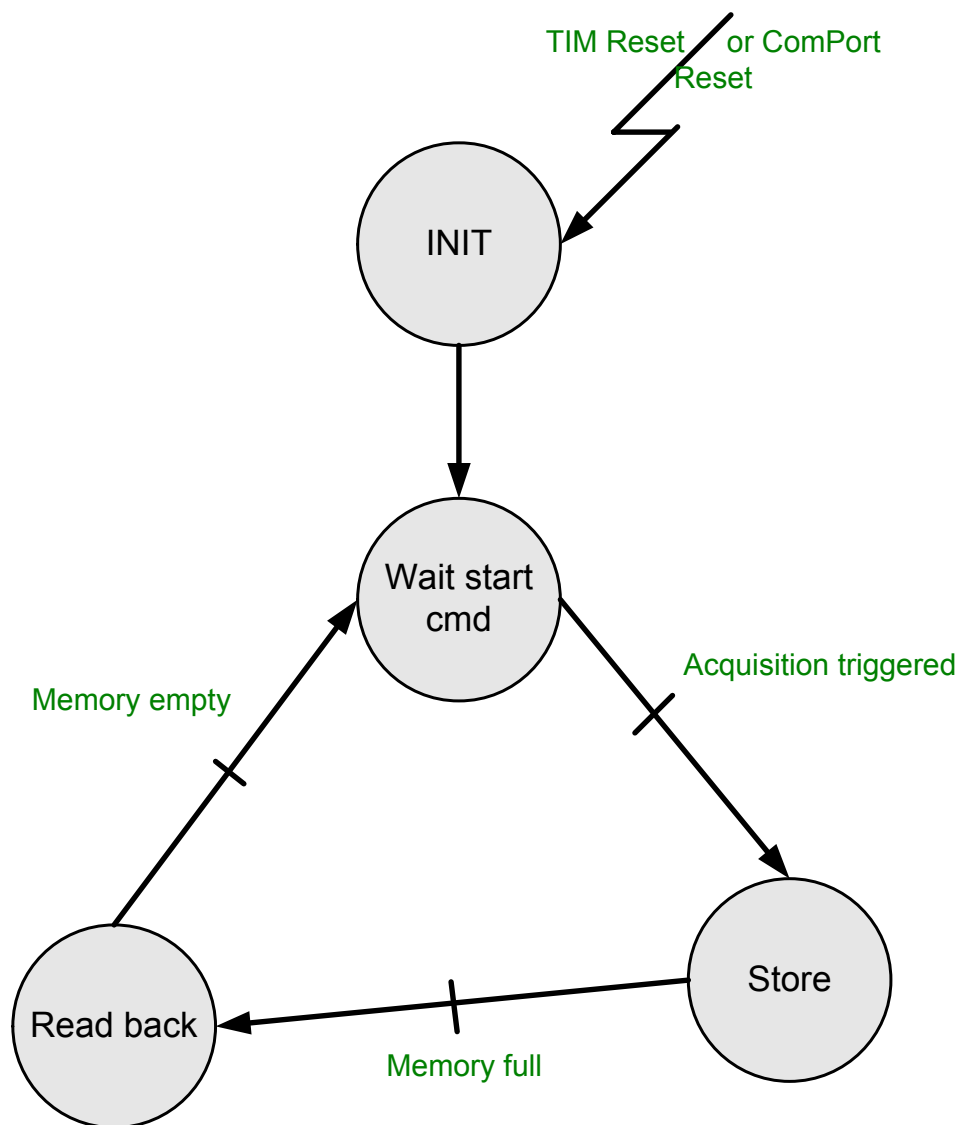 TIM Reset or ComPort
Reset
INIT
Wait start
cmd
Acquisition triggered
Memory empty
Store
Read back
Memory full